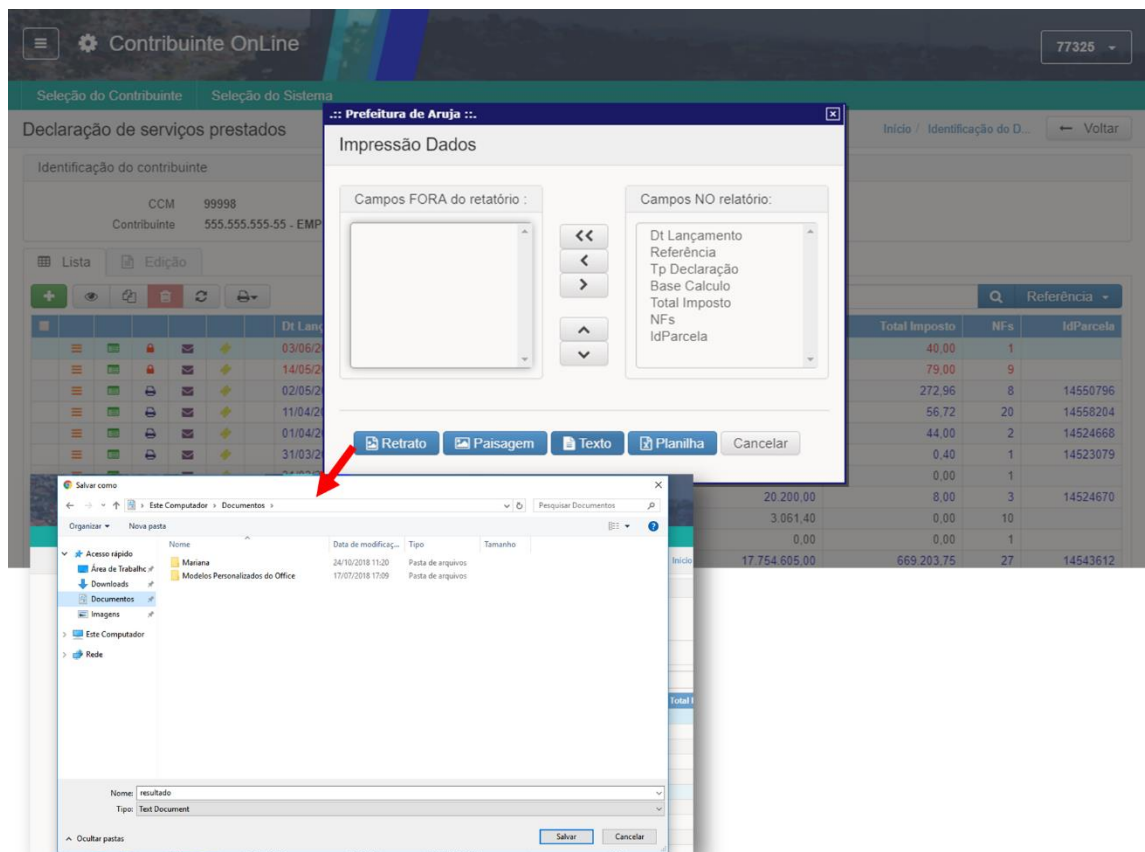 Contribuinte OnLine
77325
Seleção do Contribuinte Seleção do Sistema
Declaração de serviços prestados
Início / Identificação do D...
Voltar
Identificação do contribuinte
CCM 99998
Contribuinte 555.555.555-55 - EMP
Lista Edição
Referência
Dt Lanç Total Imposto NFs IdParcela
03/06/2 40,00 1
14/05/2 79,00 9
02/05/2 272,96 8 14550796
11/04/2 56,72 20 14558204
01/04/2 44,00 2 14524668
31/03/2 0,40 1 14523079
0,00 1
20.200,00 8,00 3 14524670
3.061,40 0,00 10
0,00 0,00 1
17.754.605,00 669.203,75 27 14543612
.:: Prefeitura de Aruja ::.
Impressão Dados
Campos FORA do retatório :
<<
<
>
Campos NO relatório:
Dt Lançamento
Referência
Tp Declaração
Base Calculo
Total Imposto
NFs
IdParcela
Retrato Paisagem Texto Planilha Cancelar
Salvar como
Este Computador > Documentos >
Pesquisar Documentos
Organizar Nova pasta
Nome Data de modificaç... Tipo Tamanho
Mariana 24/10/2018 11:20 Pasta de arquivos
Modelos Personalizados do Office 17/07/2018 17:09 Pasta de arquivos
Acesso rápido
Área de Trabalhc
Downloads
Documentos
Imagens
Este Computador
Rede
Início
Total I
Nome: resultado
Tipo: Text Document
Ocultar pastas
Salvar Cancelar